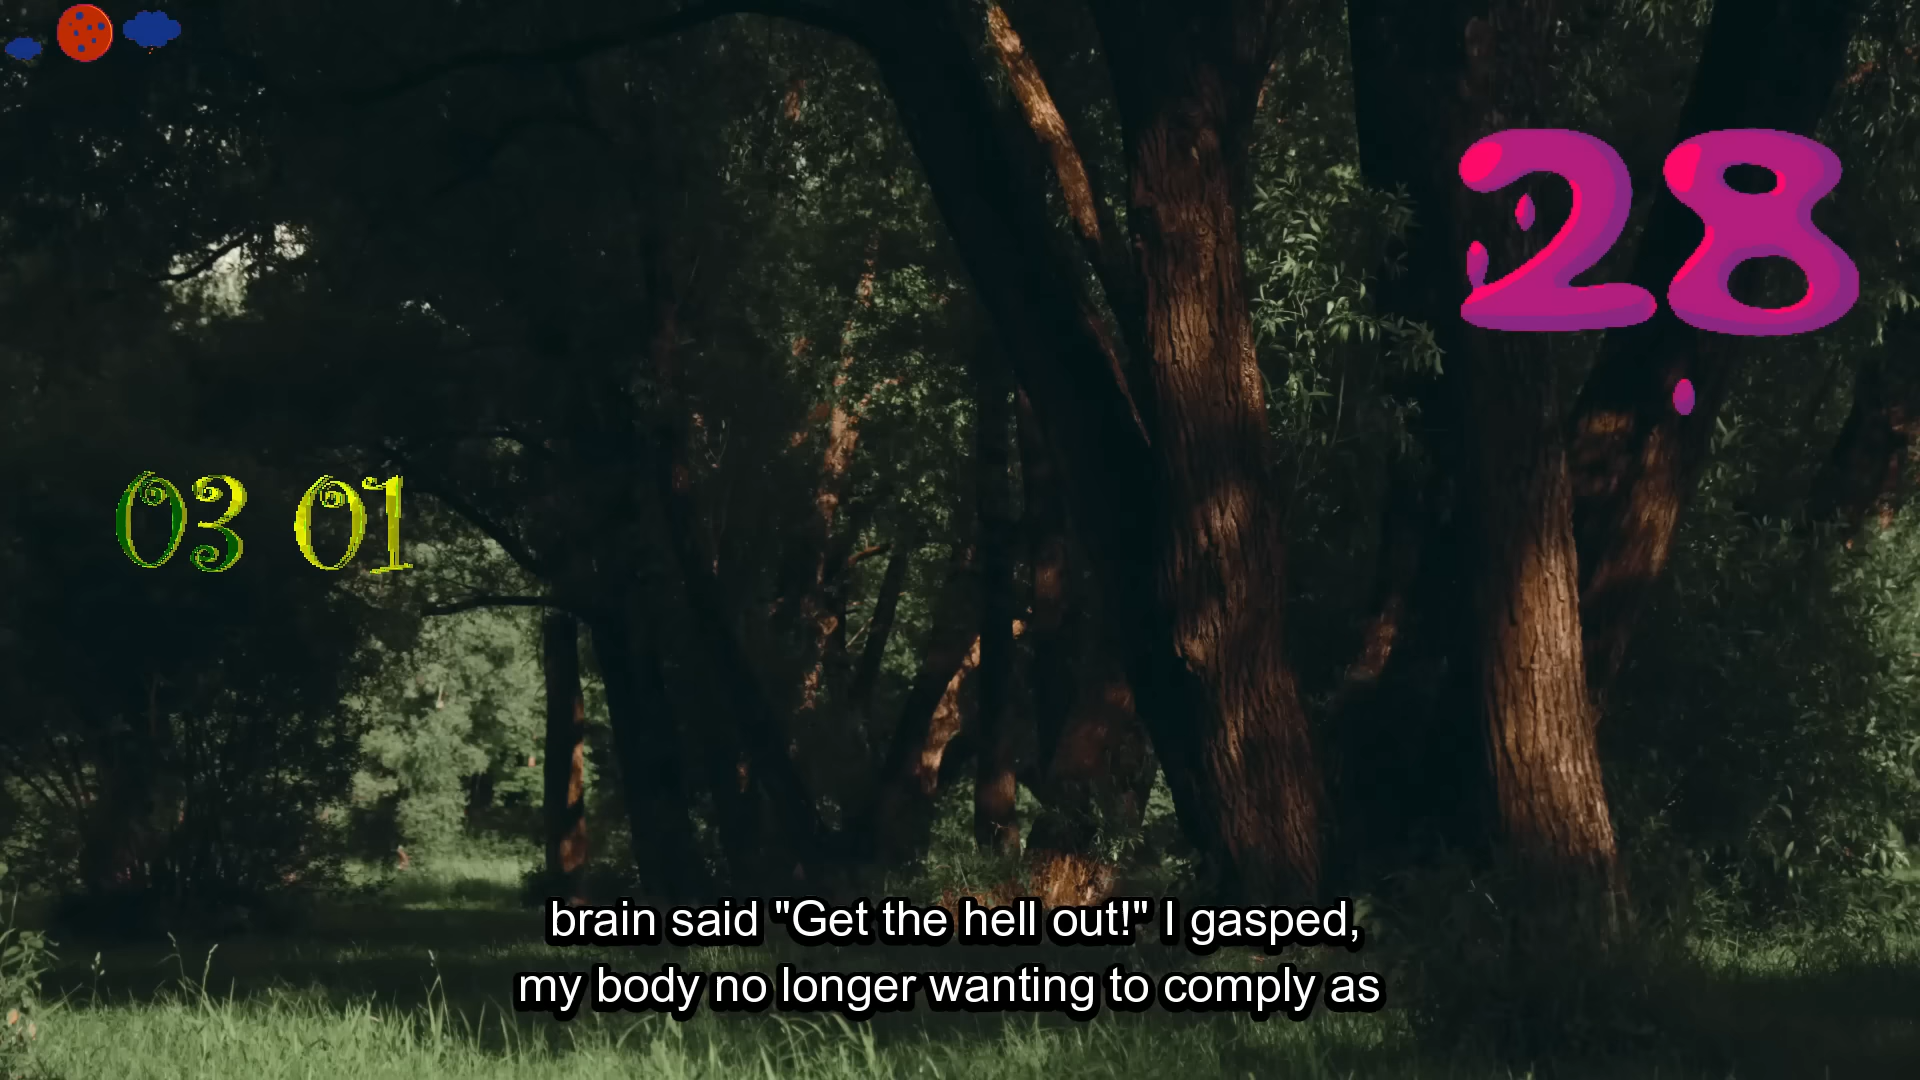 28
03 01
brain said "Get the hell out!" I gasped,
my body no longer wanting to comply as